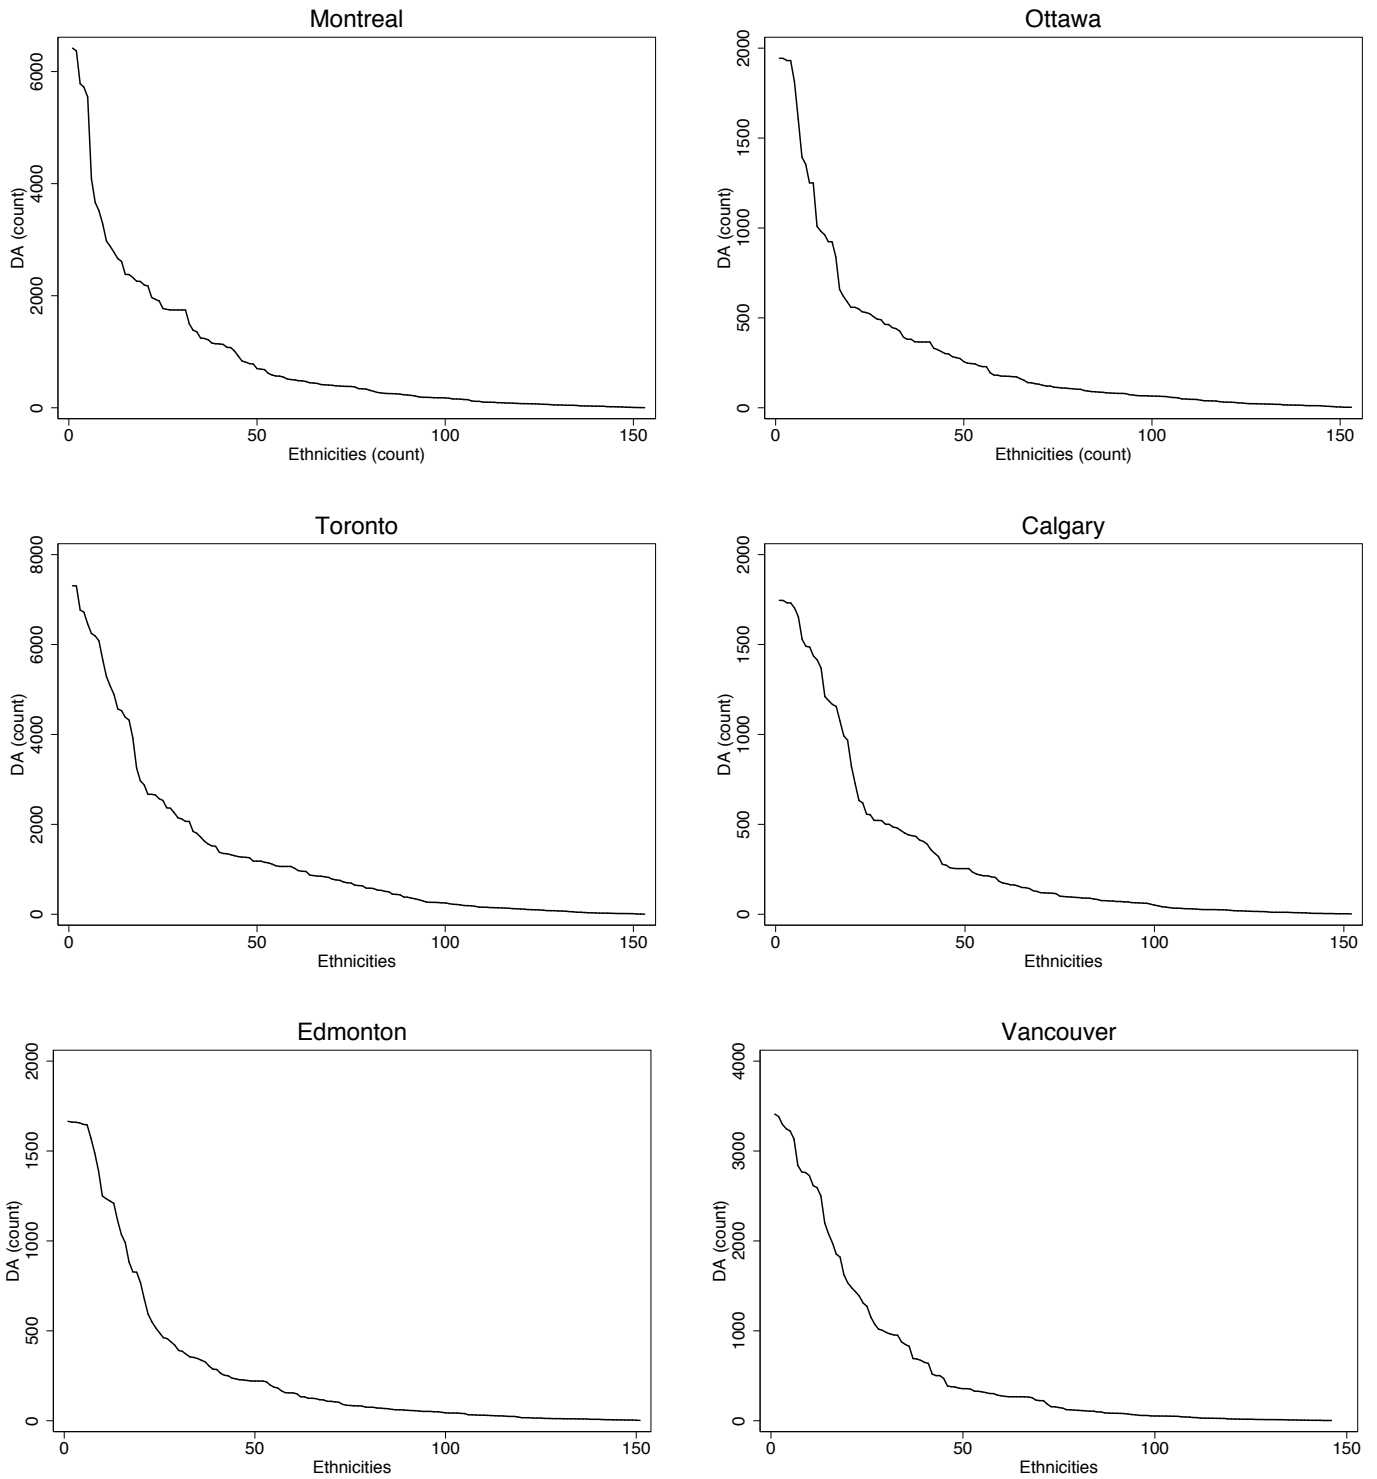 Montreal
DA (count)
6000
4000
2000
0
0 50 100 150
Ethnicities (count)
Ottawa
DA (count)
2000
1500
1000
500
0
0 50 100 150
Ethnicities (count)
Toronto
DA (count)
8000
6000
4000
2000
0
0 50 100 150
Ethnicities
Calgary
DA (count)
2000
1500
1000
500
0
0 50 100 150
Ethnicities
Edmonton
DA (count)
2000
1500
1000
500
0
0 50 100 150
Ethnicities
Vancouver
DA (count)
4000
3000
2000
1000
0
0 50 100 150
Ethnicities